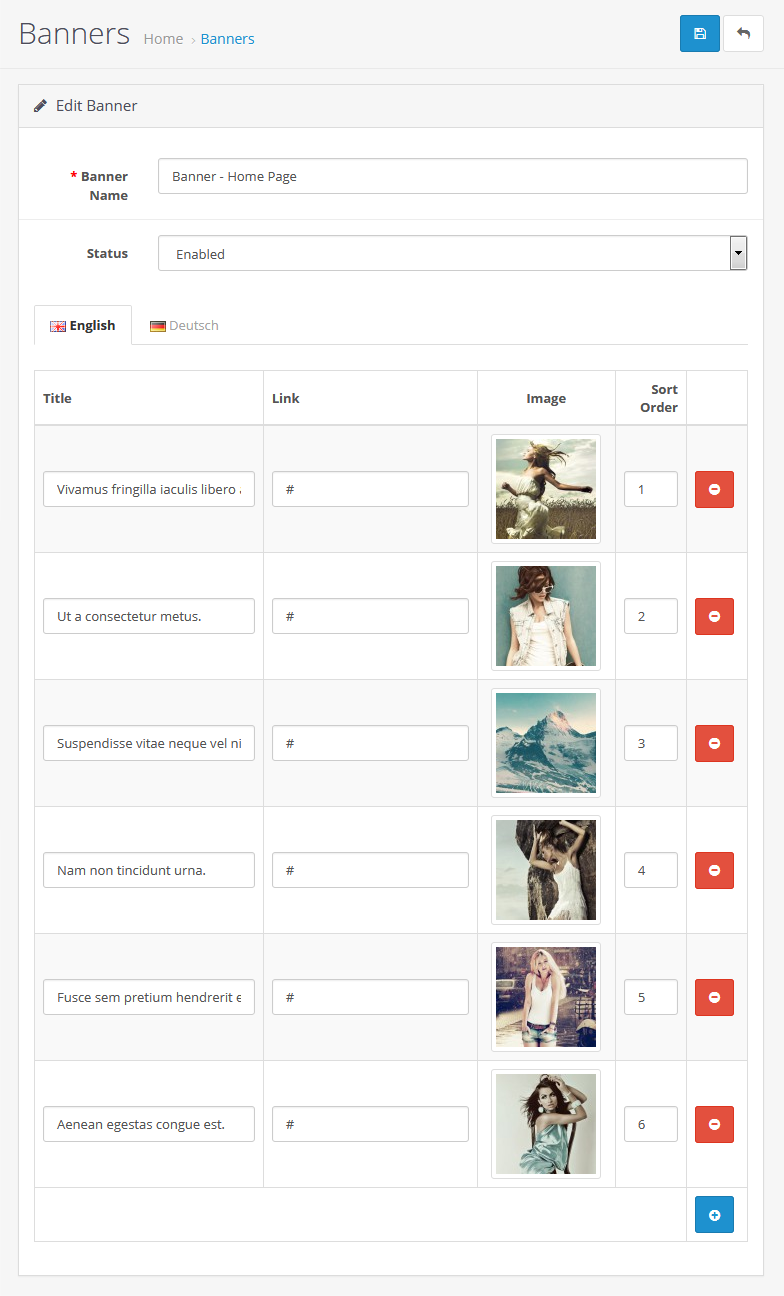 Banners Home › Banners
Edit Banner
* Banner
Name
Banner - Home Page
Status
Enabled
English Deutsch
Title Link Image Sort
Order
Vivamus fringilla iaculis libero # 1
Ut a consectetur metus. # 2
Suspendisse vitae neque vel ni # 3
Nam non tincidunt urna. # 4
Fusce sem pretium hendrerit e # 5
Aenean egestas congue est. # 6